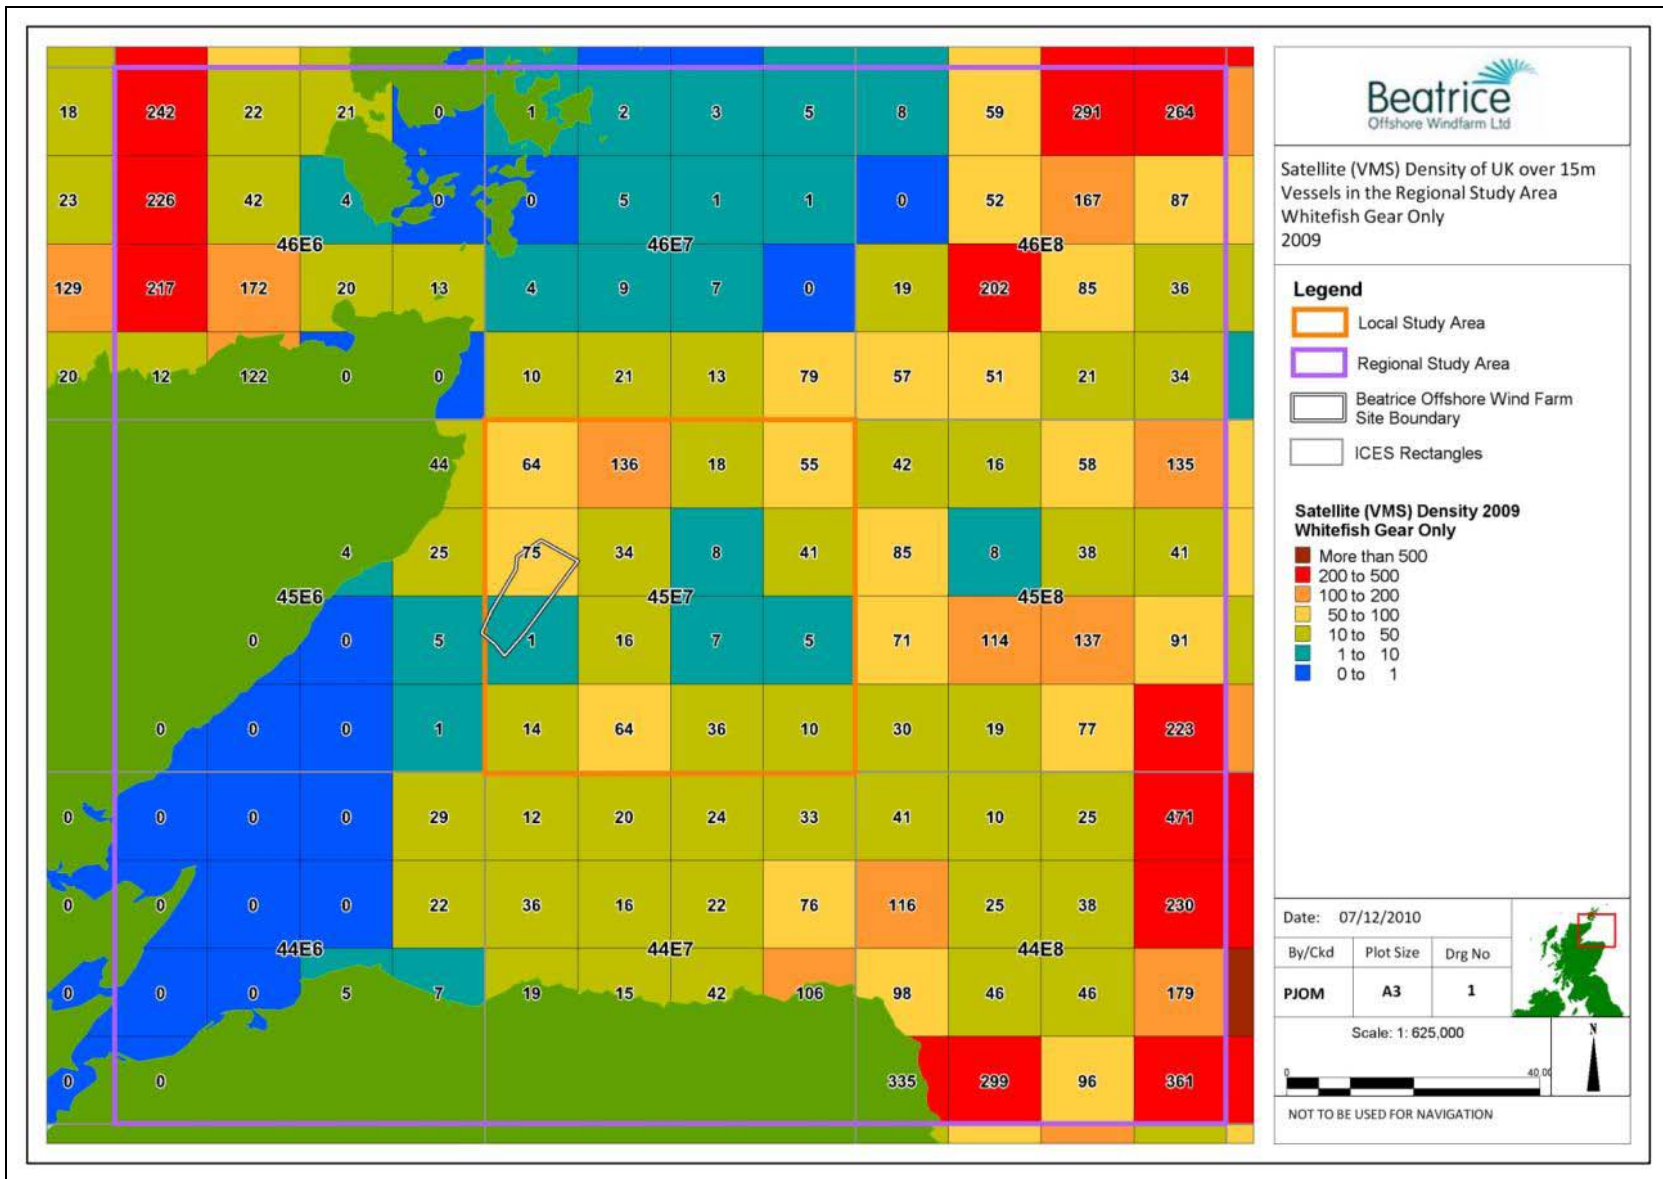 18 242 22 21 0 1 2 3 5 8 59 291 264
23 226 42 4 0 0 5 1 1 0 52 167 87
46E6 46E7 46E8
129 217 172 20 13 4 9 7 0 19 202 85 36
20 12 122 0 0 10 21 13 79 57 51 21 34
44 64 136 18 55 42 16 58 135
4 25 75 34 8 41 85 8 38 41
45E6 45E7 45E8
0 0 5 1 16 7 5 71 114 137 91
0 0 0 1 14 64 36 10 30 19 77 223
0 0 0 0 29 12 20 24 33 41 10 25 471
0 0 0 0 22 36 16 22 76 116 25 38 230
44E6 44E7 44E8
0 0 0 5 7 19 15 42 106 98 46 46 179
0 0 335 299 96 361
Beatrice
Offshore Windfarm Ltd
Satellite (VMS) Density of UK over 15m
Vessels in the Regional Study Area
Whitefish Gear Only
2009
Legend
Local Study Area
Regional Study Area
Beatrice Offshore Wind Farm
Site Boundary
ICES Rectangles
Satellite (VMS) Density 2009
Whitefish Gear Only
More than 500
200 to 500
100 to 200
50 to 100
10 to 50
1 to 10
0 to 1
Date: 07/12/2010
By/Ckd Plot Size Drg No
PJOM A3 1
Scale: 1: 625,000
N
0
NOT TO BE USED FOR NAVIGATION